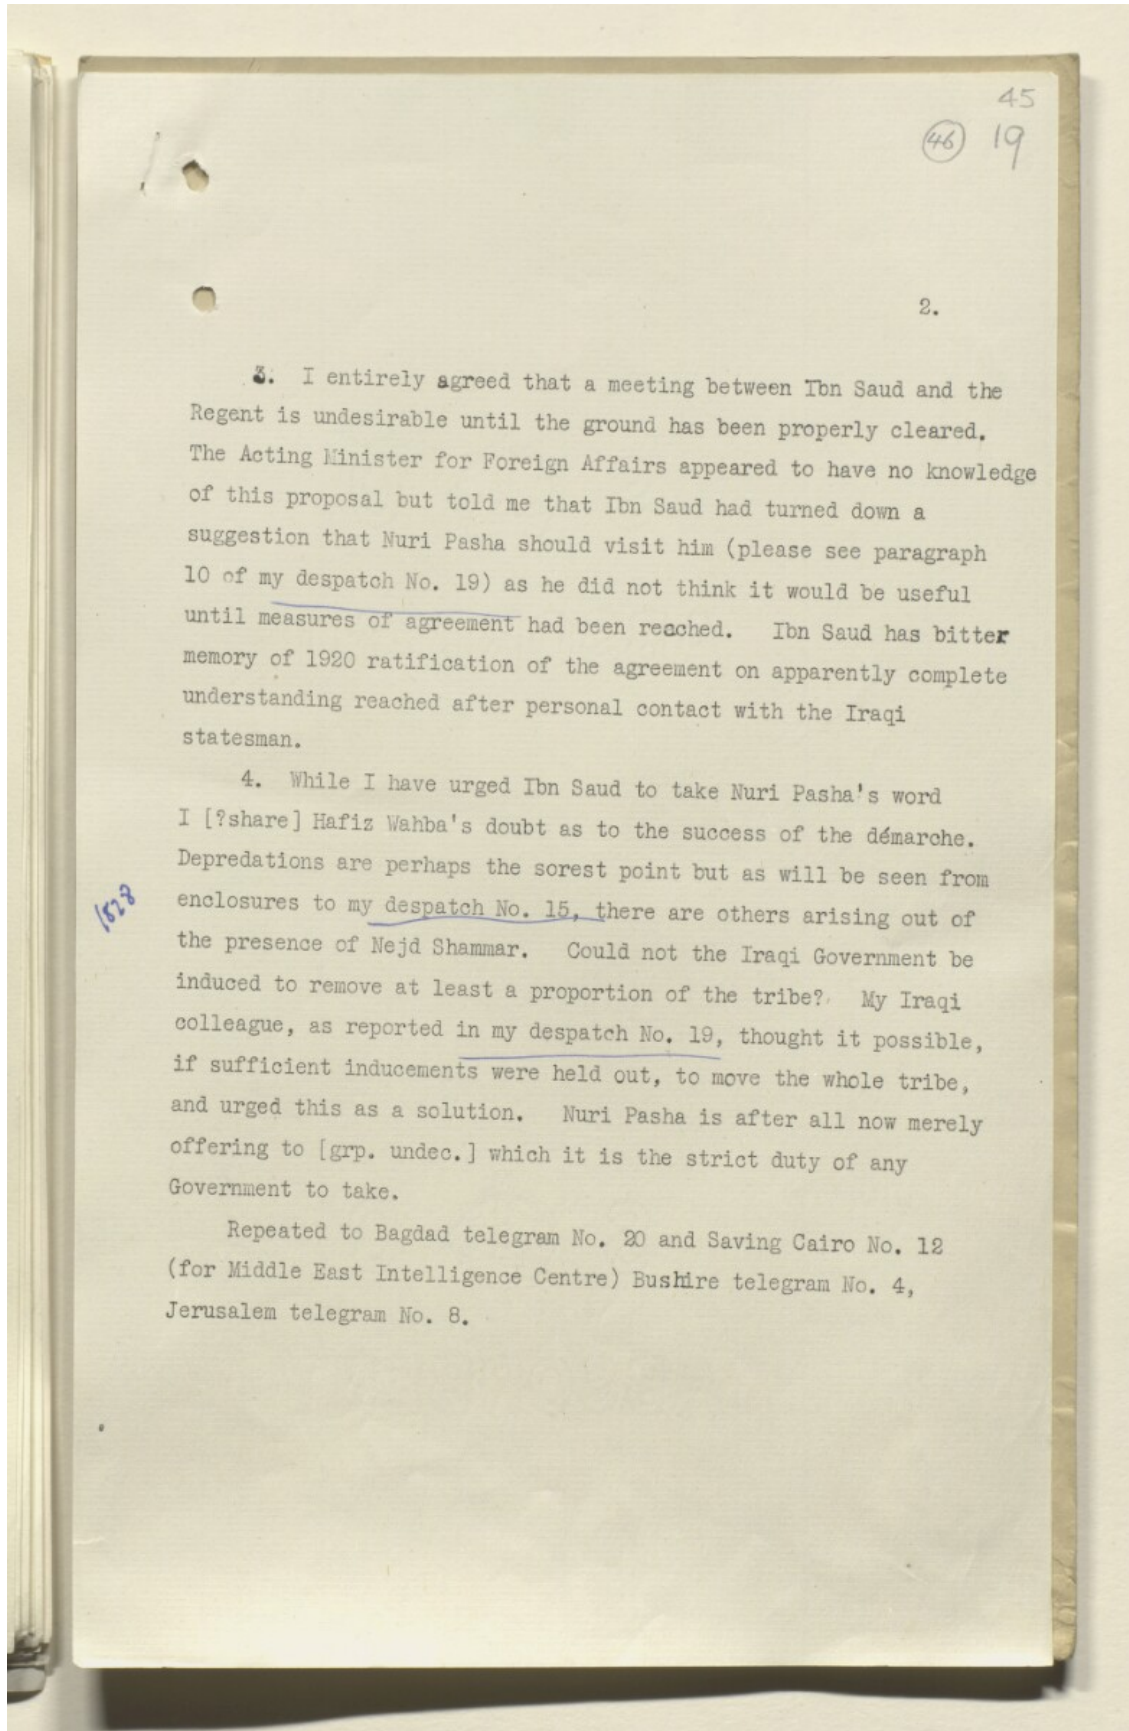 45
46 19
2.
3. I entirely agreed that a meeting between Ibn Saud and the
Regent is undesirable until the ground has been properly cleared.
The Acting Minister for Foreign Affairs appeared to have no knowledge
of this proposal but told me that Ibn Saud had turned down a
suggestion that Nuri Pasha should visit him (please see paragraph
10 of my despatch No. 19) as he did not think it would be useful
until measures of agreement had been reached. Ibn Saud has bitter
memory of 1920 ratification of the agreement on apparently complete
understanding reached after personal contact with the Iraqi
statesman.
4. While I have urged Ibn Saud to take Nuri Pasha's word
I [?share] Hafiz Wahba's doubt as to the success of the démarche.
Depredations are perhaps the sorest point but as will be seen from
1528
enclosures to my despatch No. 15, there are others arising out of
the presence of Nejd Shammar. Could not the Iraqi Government be
induced to remove at least a proportion of the tribe? My Iraqi
colleague, as reported in my despatch No. 19, thought it possible,
if sufficient inducements were held out, to move the whole tribe,
and urged this as a solution. Nuri Pasha is after all now merely
offering to [grp. undec.] which it is the strict duty of any
Government to take.
Repeated to Bagdad telegram No. 20 and Saving Cairo No. 12
(for Middle East Intelligence Centre) Bushire telegram No. 4,
Jerusalem telegram No. 8.